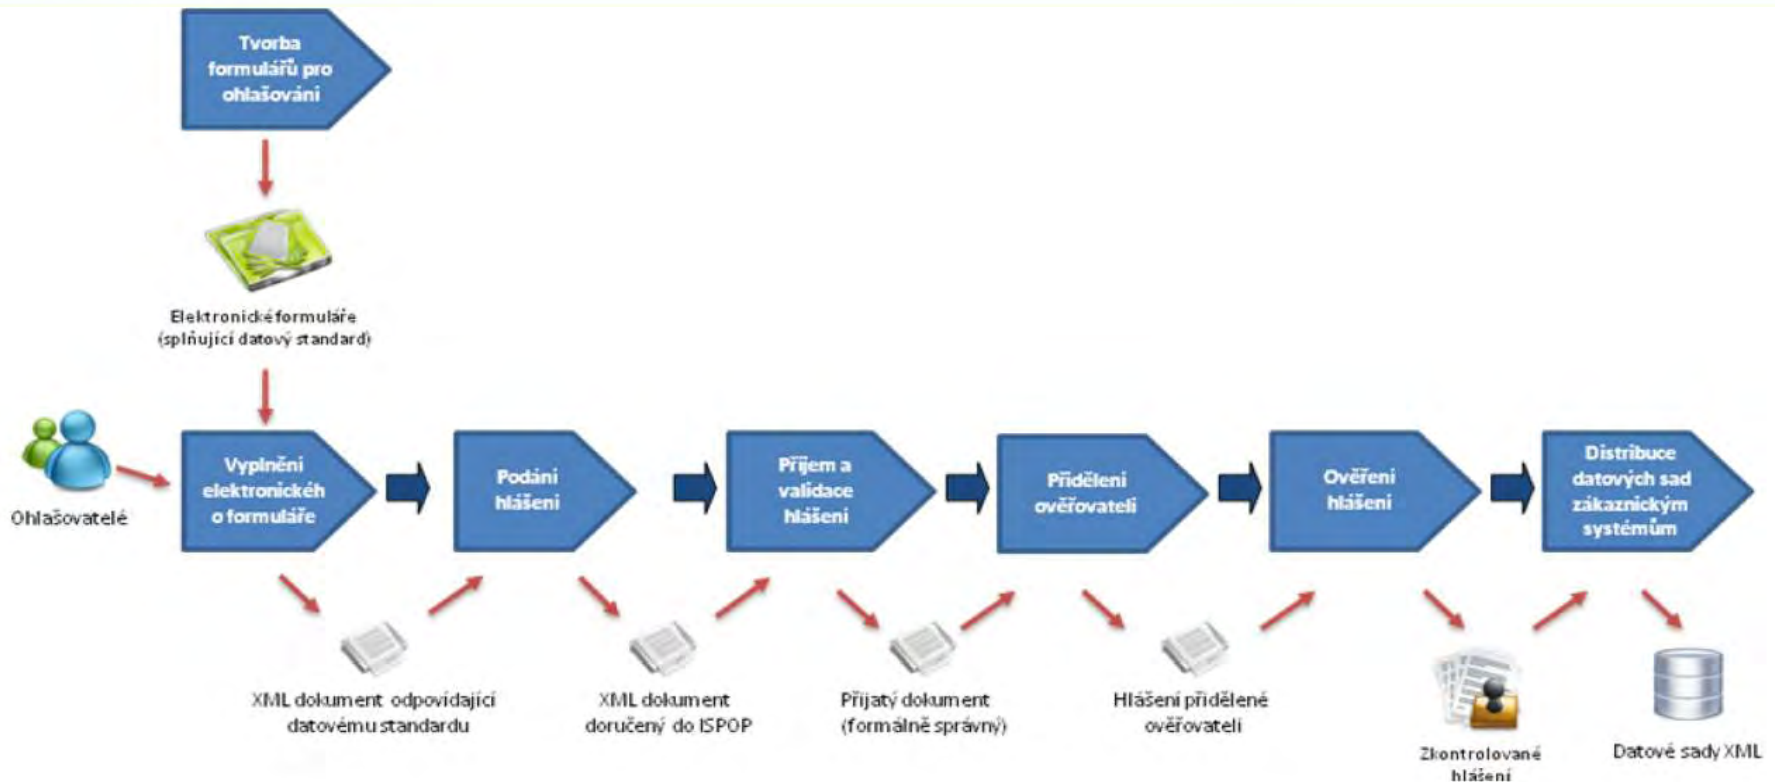 Tvorba
formulářů pro
ohlašování
Elektronické formuláře
(splňující datový standard)
Ohlašovatelé
Vyplnění
elektronickéh
o formuláře
Podání
hlášení
Příjem a
validace
hlášení
Přidělení
ověřovateli
Ověření
hlášení
Distribuce
datových sad
zákaznickým
systémům
XML dokument odpovídající
datovému standardu
XML dokument
doručený do ISPOP
Přijatý dokument
(formálně správný)
Hlášení přidělené
ověřovateli
Zkontrolované
hlášení
Datové sady XML